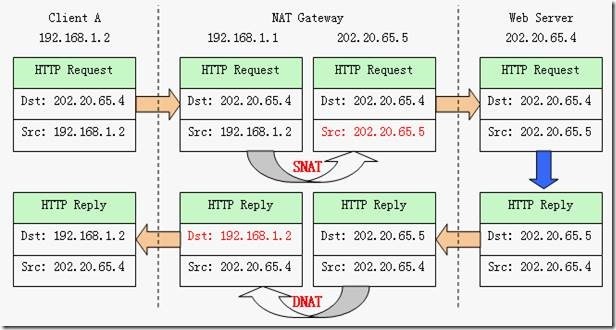 Client A
192.168.1.2
NAT Gateway
192.168.1.1 202.20.65.5
Web Server
202.20.65.4
HTTP Request
Dst: 202.20.65.4
Src: 192.168.1.2
HTTP Request
Dst: 202.20.65.4
Src: 192.168.1.2
HTTP Request
Dst: 202.20.65.4
Src: 202.20.65.5
HTTP Request
Dst: 202.20.65.4
Src: 202.20.65.5
SNAT
HTTP Reply
Dst: 192.168.1.2
Src: 202.20.65.4
HTTP Reply
Dst: 192.168.1.2
Src: 202.20.65.4
HTTP Reply
Dst: 202.20.65.5
Src: 202.20.65.4
HTTP Reply
Dst: 202.20.65.5
Src: 202.20.65.4
DNAT